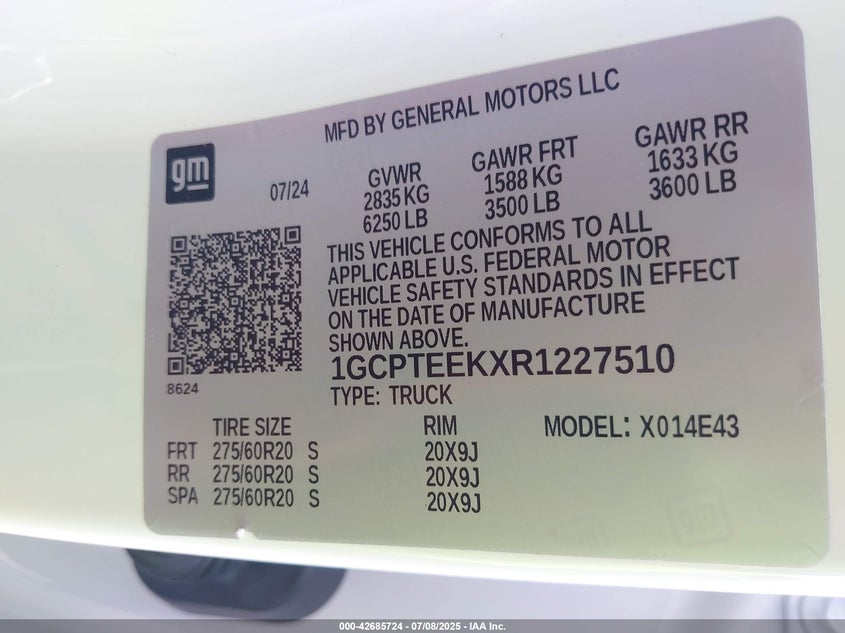 MFD BY GENERAL MOTORS LLC
gm
07/24
GVWR
2835 KG
6250 LB
GAWR FRT
1588 KG
3500 LB
GAWR RR
1633 KG
3600 LB
THIS VEHICLE CONFORMS TO ALL
APPLICABLE U.S. FEDERAL MOTOR
VEHICLE SAFETY STANDARDS IN EFFECT
ON THE DATE OF MANUFACTURE
SHOWN ABOVE.
8624
1GCPTEEKXR1227510
TYPE: TRUCK
TIRE SIZE RIM MODEL: X014E43
FRT 275/60R20 S 20X9J
RR 275/60R20 S 20X9J
SPA 275/60R20 S 20X9J
gm
000-42685724 - 07/08/2025 - IAA Inc.